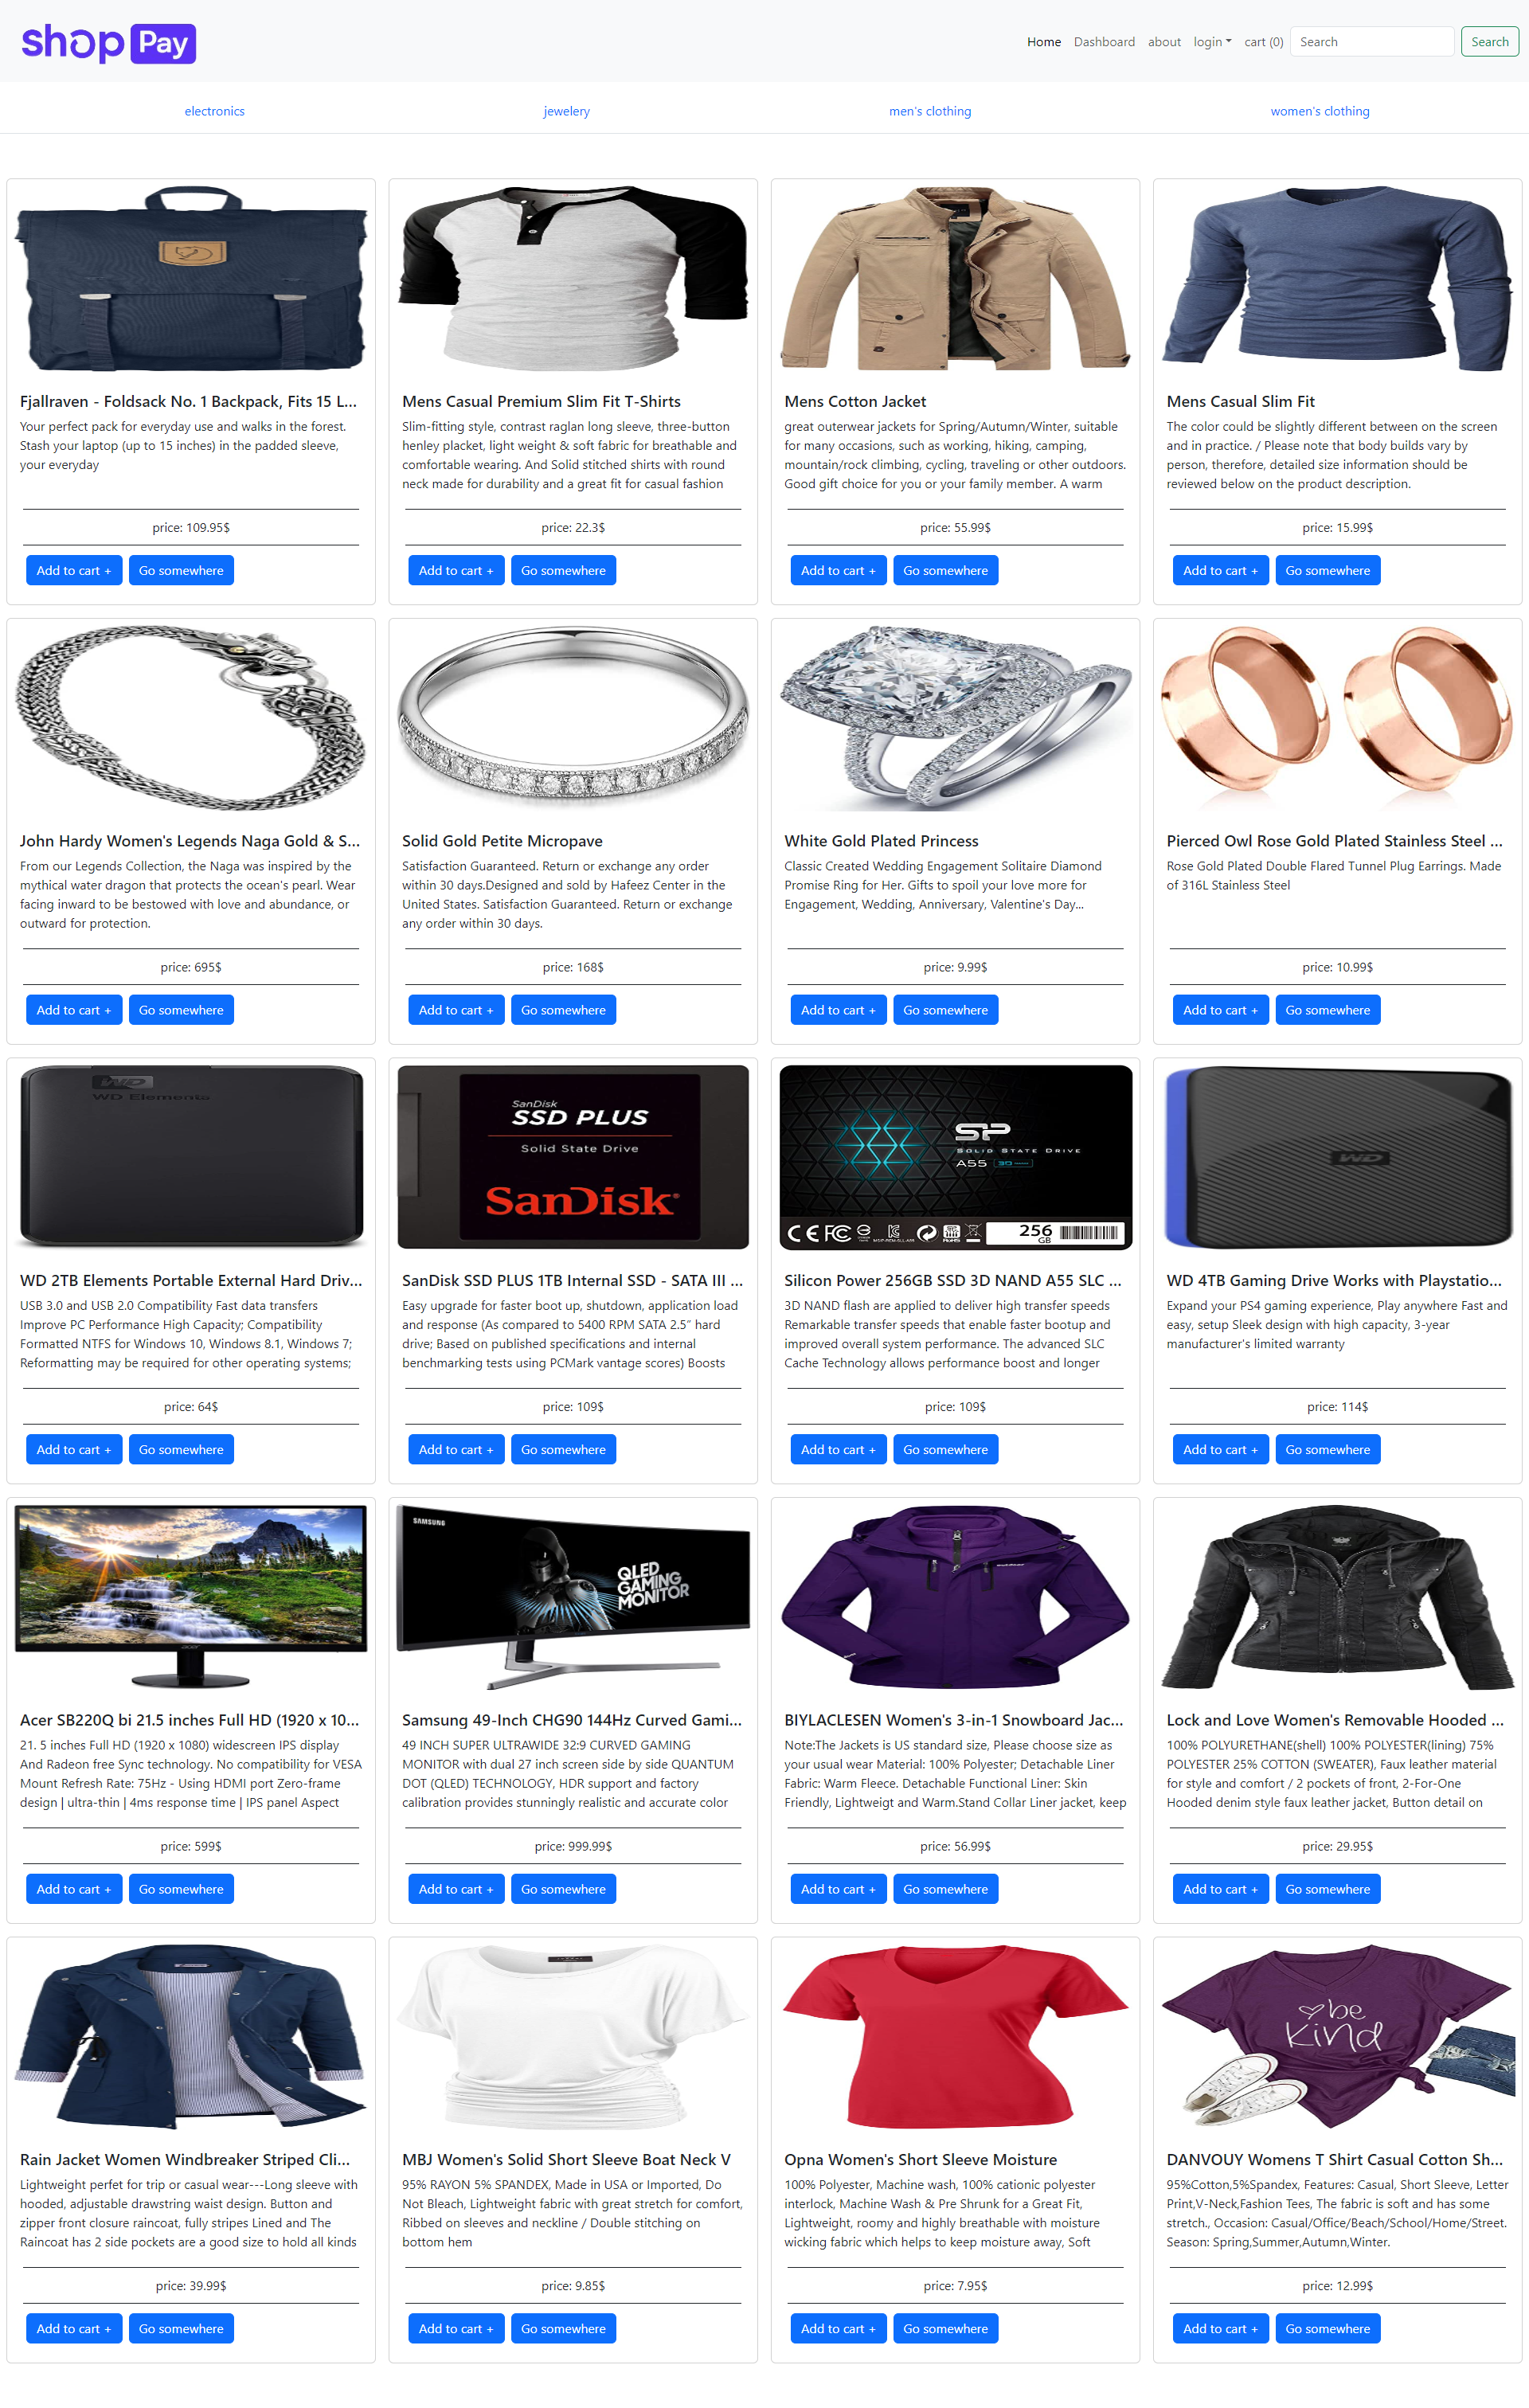 shop Pay
Home Dashboard about login cart (0) Search Search
electronics jewelery men's clothing women's clothing
Fjallraven - Foldsack No. 1 Backpack, Fits 15 L...
Your perfect pack for everyday use and walks in the forest.
Stash your laptop (up to 15 inches) in the padded sleeve,
your everyday
price: 109.95$
Add to cart + Go somewhere
Mens Casual Premium Slim Fit T-Shirts
Slim-fitting style, contrast raglan long sleeve, three-button
henley placket, light weight & soft fabric for breathable and
comfortable wearing. And Solid stitched shirts with round
neck made for durability and a great fit for casual fashion
price: 22.3$
Add to cart + Go somewhere
Mens Cotton Jacket
great outerwear jackets for Spring/Autumn/Winter, suitable
for many occasions, such as working, hiking, camping,
mountain/rock climbing, cycling, traveling or other outdoors.
Good gift choice for you or your family member. A warm
price: 55.99$
Add to cart + Go somewhere
Mens Casual Slim Fit
The color could be slightly different between on the screen
and in practice. / Please note that body builds vary by
person, therefore, detailed size information should be
reviewed below on the product description.
price: 15.99$
Add to cart + Go somewhere
John Hardy Women's Legends Naga Gold & S...
From our Legends Collection, the Naga was inspired by the
mythical water dragon that protects the ocean's pearl. Wear
facing inward to be bestowed with love and abundance, or
outward for protection.
price: 695$
Add to cart + Go somewhere
Solid Gold Petite Micropave
Satisfaction Guaranteed. Return or exchange any order
within 30 days.Designed and sold by Hafeez Center in the
United States. Satisfaction Guaranteed. Return or exchange
any order within 30 days.
price: 168$
Add to cart + Go somewhere
White Gold Plated Princess
Classic Created Wedding Engagement Solitaire Diamond
Promise Ring for Her. Gifts to spoil your love more for
Engagement, Wedding, Anniversary, Valentine's Day...
price: 9.99$
Add to cart + Go somewhere
Pierced Owl Rose Gold Plated Stainless Steel ...
Rose Gold Plated Double Flared Tunnel Plug Earrings. Made
of 316L Stainless Steel
price: 10.99$
Add to cart + Go somewhere
WD
WD Elements
WD 2TB Elements Portable External Hard Driv...
USB 3.0 and USB 2.0 Compatibility Fast data transfers
Improve PC Performance High Capacity; Compatibility
Formatted NTFS for Windows 10, Windows 8.1, Windows 7;
Reformatting may be required for other operating systems;
price: 64$
Add to cart + Go somewhere
SanDisk
SSD PLUS
Solid State Drive
SanDisk
SanDisk SSD PLUS 1TB Internal SSD - SATA III ...
Easy upgrade for faster boot up, shutdown, application load
and response (As compared to 5400 RPM SATA 2.5” hard
drive; Based on published specifications and internal
benchmarking tests using PCMark vantage scores) Boosts
price: 109$
Add to cart + Go somewhere
SP
Solid State Drive
A55 3D
CE FC 256
GB
Silicon Power 256GB SSD 3D NAND A55 SLC ...
3D NAND flash are applied to deliver high transfer speeds
Remarkable transfer speeds that enable faster bootup and
improved overall system performance. The advanced SLC
Cache Technology allows performance boost and longer
price: 109$
Add to cart + Go somewhere
WD
WD 4TB Gaming Drive Works with Playstatio...
Expand your PS4 gaming experience, Play anywhere Fast and
easy, setup Sleek design with high capacity, 3-year
manufacturer's limited warranty
price: 114$
Add to cart + Go somewhere
acer
Acer SB220Q bi 21.5 inches Full HD (1920 x 10...
21. 5 inches Full HD (1920 x 1080) widescreen IPS display
And Radeon free Sync technology. No compatibility for VESA
Mount Refresh Rate: 75Hz - Using HDMI port Zero-frame
design | ultra-thin | 4ms response time | IPS panel Aspect
price: 599$
Add to cart + Go somewhere
SAMSUNG
QLED
GAMING
MONITOR
Samsung 49-Inch CHG90 144Hz Curved Gami...
49 INCH SUPER ULTRAWIDE 32:9 CURVED GAMING
MONITOR with dual 27 inch screen side by side QUANTUM
DOT (QLED) TECHNOLOGY, HDR support and factory
calibration provides stunningly realistic and accurate color
price: 999.99$
Add to cart + Go somewhere
BIYLACLESEN Women's 3-in-1 Snowboard Jac...
Note:The Jackets is US standard size, Please choose size as
your usual wear Material: 100% Polyester; Detachable Liner
Fabric: Warm Fleece. Detachable Functional Liner: Skin
Friendly, Lightweigt and Warm.Stand Collar Liner jacket, keep
price: 56.99$
Add to cart + Go somewhere
Lock and Love Women's Removable Hooded ...
100% POLYURETHANE(shell) 100% POLYESTER(lining) 75%
POLYESTER 25% COTTON (SWEATER), Faux leather material
for style and comfort / 2 pockets of front, 2-For-One
Hooded denim style faux leather jacket, Button detail on
price: 29.95$
Add to cart + Go somewhere
Rain Jacket Women Windbreaker Striped Cli...
Lightweight perfet for trip or casual wear---Long sleeve with
hooded, adjustable drawstring waist design. Button and
zipper front closure raincoat, fully stripes Lined and The
Raincoat has 2 side pockets are a good size to hold all kinds
price: 39.99$
Add to cart + Go somewhere
MBJ Women's Solid Short Sleeve Boat Neck V
95% RAYON 5% SPANDEX, Made in USA or Imported, Do
Not Bleach, Lightweight fabric with great stretch for comfort,
Ribbed on sleeves and neckline / Double stitching on
bottom hem
price: 9.85$
Add to cart + Go somewhere
Opna Women's Short Sleeve Moisture
100% Polyester, Machine wash, 100% cationic polyester
interlock, Machine Wash & Pre Shrunk for a Great Fit,
Lightweight, roomy and highly breathable with moisture
wicking fabric which helps to keep moisture away, Soft
price: 7.95$
Add to cart + Go somewhere
be
kind
DANVOUY Womens T Shirt Casual Cotton Sh...
95%Cotton,5%Spandex, Features: Casual, Short Sleeve, Letter
Print,V-Neck,Fashion Tees, The fabric is soft and has some
stretch., Occasion: Casual/Office/Beach/School/Home/Street.
Season: Spring,Summer,Autumn,Winter.
price: 12.99$
Add to cart + Go somewhere